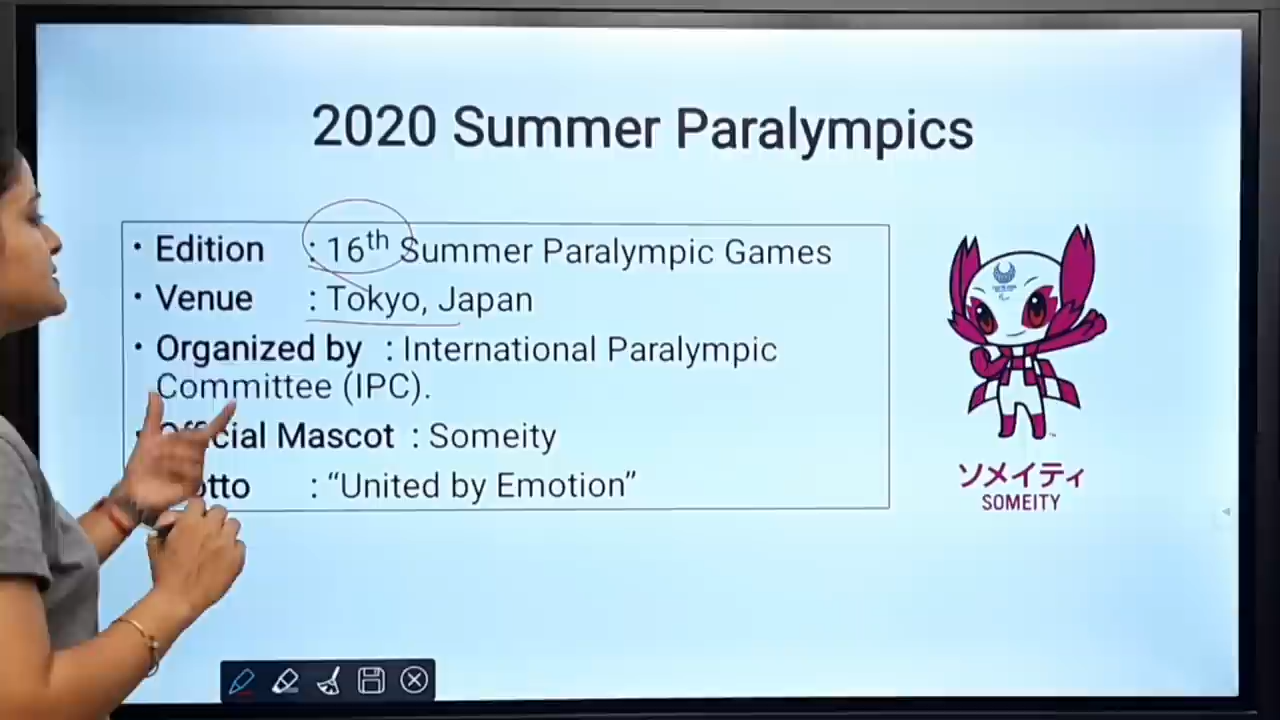 2020 Summer Paralympics
• Edition : 16th Summer Paralympic Games
• Venue : Tokyo, Japan
• Organized by : International Paralympic
Committee (IPC).
Mascot : Someity
: “United by Emotion”
ソメイティ
SOMEITY